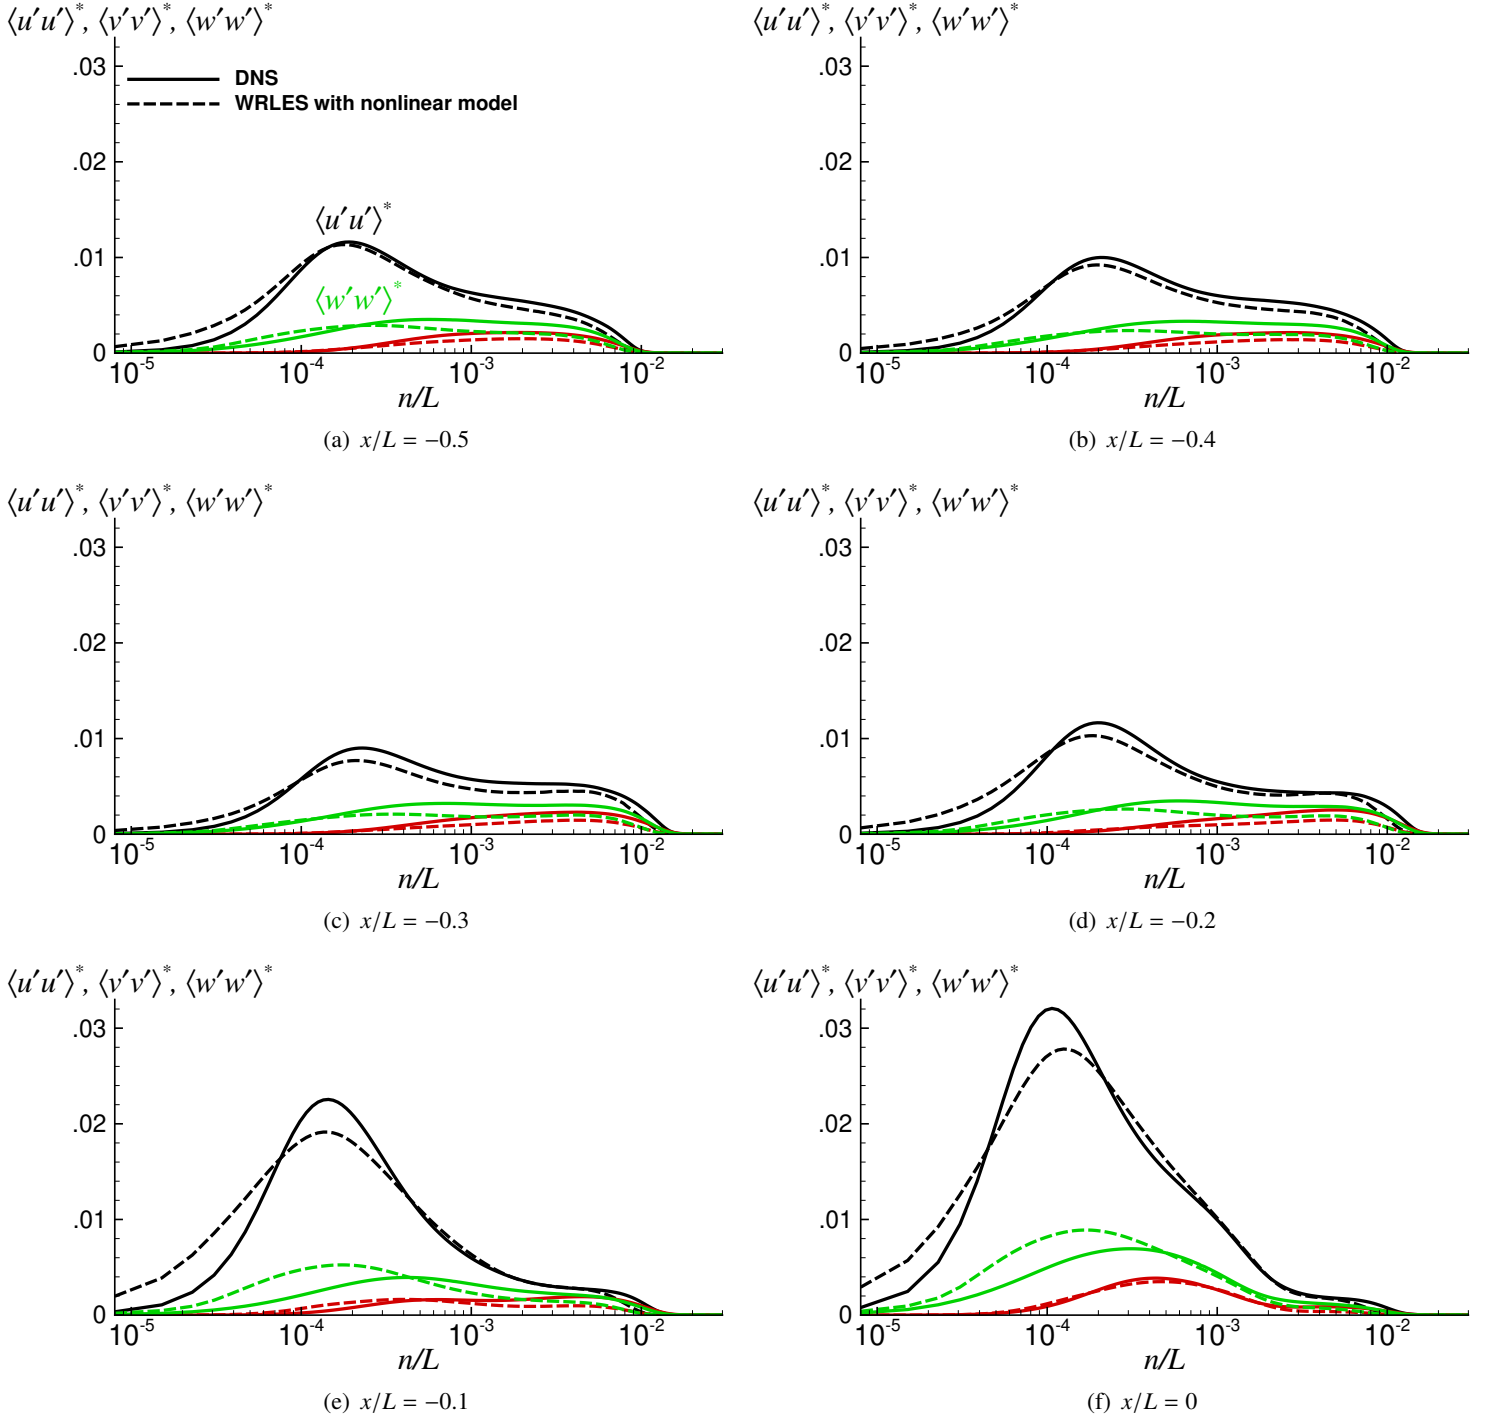 ⟨u′u′⟩*, ⟨v′v′⟩*, ⟨w′w′⟩*
.03
.02
.01
0
DNS
WRLES with nonlinear model
⟨u′u′⟩*
⟨w′w′⟩*
10⁻⁵ 10⁻⁴ 10⁻³ 10⁻²
n/L
(a) x/L = −0.5
⟨u′u′⟩*, ⟨v′v′⟩*, ⟨w′w′⟩*
.03
.02
.01
0
10⁻⁵ 10⁻⁴ 10⁻³ 10⁻²
n/L
(b) x/L = −0.4
⟨u′u′⟩*, ⟨v′v′⟩*, ⟨w′w′⟩*
.03
.02
.01
0
10⁻⁵ 10⁻⁴ 10⁻³ 10⁻²
n/L
(c) x/L = −0.3
⟨u′u′⟩*, ⟨v′v′⟩*, ⟨w′w′⟩*
.03
.02
.01
0
10⁻⁵ 10⁻⁴ 10⁻³ 10⁻²
n/L
(d) x/L = −0.2
⟨u′u′⟩*, ⟨v′v′⟩*, ⟨w′w′⟩*
.03
.02
.01
0
10⁻⁵ 10⁻⁴ 10⁻³ 10⁻²
n/L
(e) x/L = −0.1
⟨u′u′⟩*, ⟨v′v′⟩*, ⟨w′w′⟩*
.03
.02
.01
0
10⁻⁵ 10⁻⁴ 10⁻³ 10⁻²
n/L
(f) x/L = 0